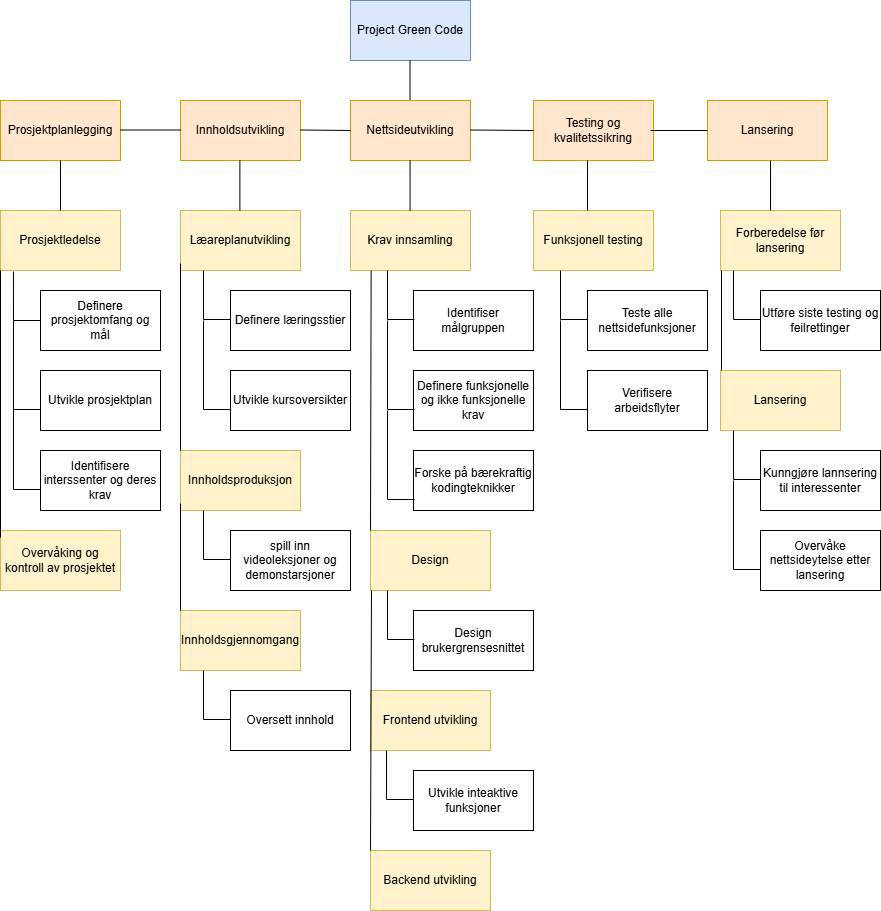 Project Green Code
Prosjektplanlegging
Innholdsutvikling
Nettsideutvikling
Testing og
kvalitetssikring
Lansering
Prosjektledelse
Definere
prosjektomfang og
mål
Utvikle prosjektplan
Identifisere
interssenter og deres
krav
Overvåking og
kontroll av prosjektet
Læareplanutvikling
Definere læringsstier
Utvikle kursoversikter
Innholdsproduksjon
spill inn
videoleksjoner og
demonstarsjoner
Innholdsgjennomgang
Oversett innhold
Krav innsamling
Identifiser
målgruppen
Definere funksjonelle
og ikke funksjonelle
krav
Forske på bærekraftig
kodingteknikker
Design
Design
brukergrensesnittet
Frontend utvikling
Utvikle inteaktive
funksjoner
Backend utvikling
Funksjonell testing
Teste alle
nettsidefunksjoner
Verifisere
arbeidsflyter
Forberedelse før
lansering
Utføre siste testing og
feilrettinger
Lansering
Kunngjøre lannsering
til interessenter
Overvåke
nettsideytelse etter
lansering